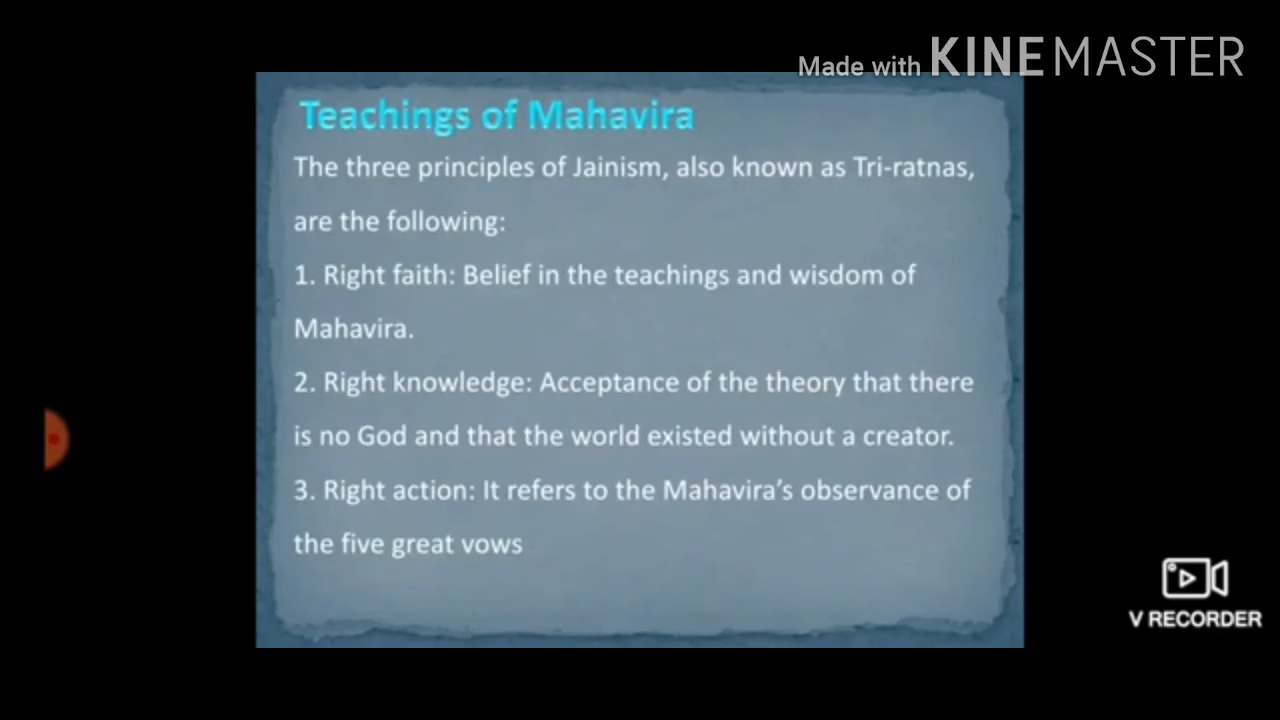 Made with KINEMASTER
Teachings of Mahavira
The three principles of Jainism, also known as Tri-ratnas,
are the following:
1. Right faith: Belief in the teachings and wisdom of
Mahavira.
2. Right knowledge: Acceptance of the theory that there
is no God and that the world existed without a creator.
3. Right action: It refers to the Mahavira’s observance of
the five great vows
V RECORDER